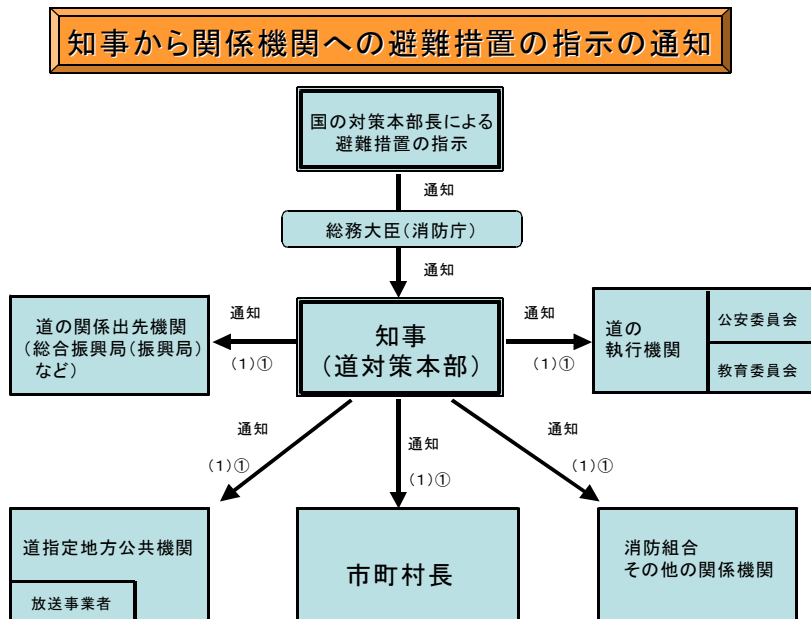 知事から関係機関への避難措置の指示の通知
国の対策本部長による
避難措置の指示
通知
総務大臣(消防庁)
通知
道の関係出先機関
(総合振興局(振興局)
など)
通知
(1)①
知事
(道対策本部)
通知
(1)①
道の
執行機関
公安委員会
教育委員会
通知
(1)①
通知
(1)①
通知
(1)①
道指定地方公共機関
放送事業者
市町村長
消防組合
その他の関係機関